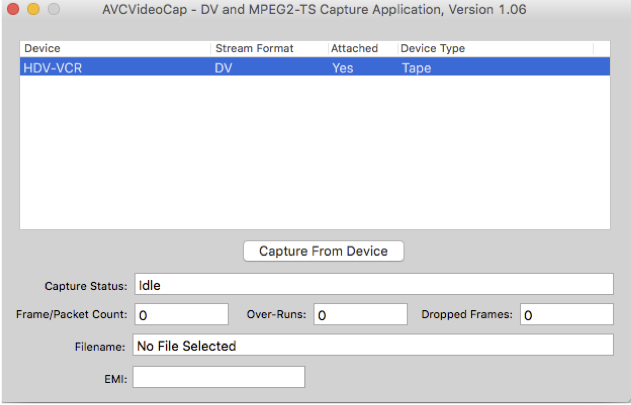 AVCVideoCap - DV and MPEG2-TS Capture Application, Version 1.06
Device Stream Format Attached Device Type
HDV-VCR DV Yes Tape
Capture From Device
Capture Status: Idle
Frame/Packet Count: 0 Over-Runs: 0 Dropped Frames: 0
Filename: No File Selected
EMI: